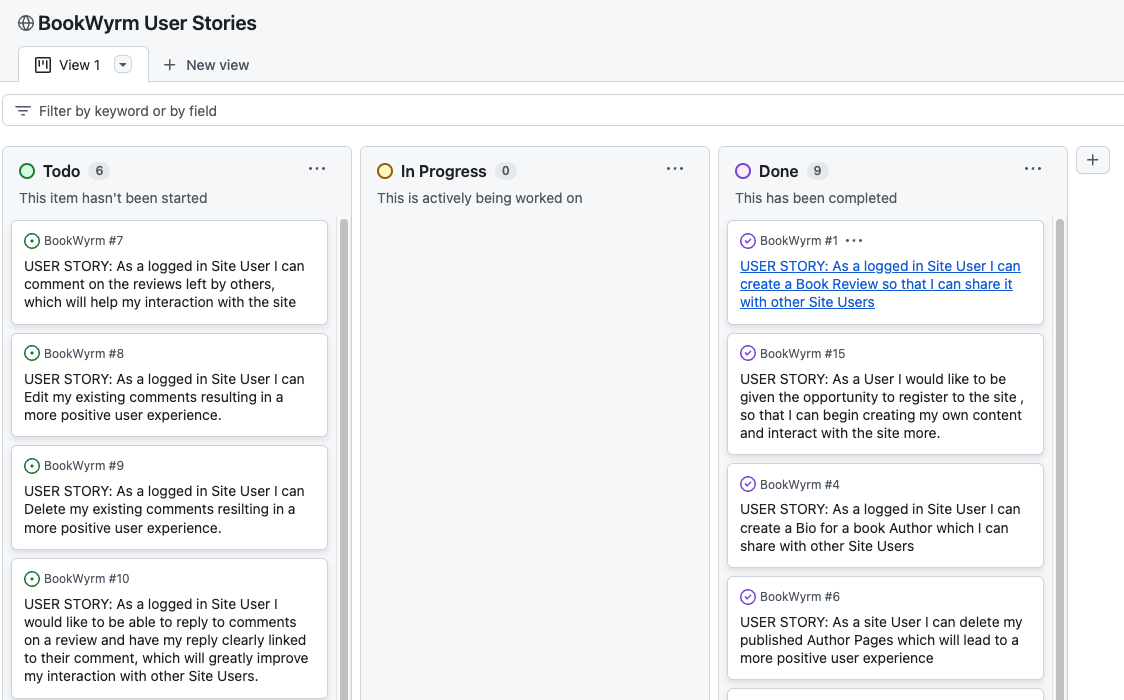 BookWyrm User Stories
View 1
New view
Filter by keyword or by field
Todo 6
This item hasn't been started
BookWyrm #7
USER STORY: As a logged in Site User I can
comment on the reviews left by others,
which will help my interaction with the site
BookWyrm #8
USER STORY: As a logged in Site User I can
Edit my existing comments resulting in a
more positive user experience.
BookWyrm #9
USER STORY: As a logged in Site User I can
Delete my existing comments resilting in a
more positive user experience.
BookWyrm #10
USER STORY: As a logged in Site User I
would like to be able to reply to comments
on a review and have my reply clearly linked
to their comment, which will greatly improve
my interaction with other Site Users.
In Progress 0
This is actively being worked on
Done 9
This has been completed
BookWyrm #1
USER STORY: As a logged in Site User I can
create a Book Review so that I can share it
with other Site Users
BookWyrm #15
USER STORY: As a User I would like to be
given the opportunity to register to the site ,
so that I can begin creating my own content
and interact with the site more.
BookWyrm #4
USER STORY: As a logged in Site User I can
create a Bio for a book Author which I can
share with other Site Users
BookWyrm #6
USER STORY: As a site User I can delete my
published Author Pages which will lead to a
more positive user experience